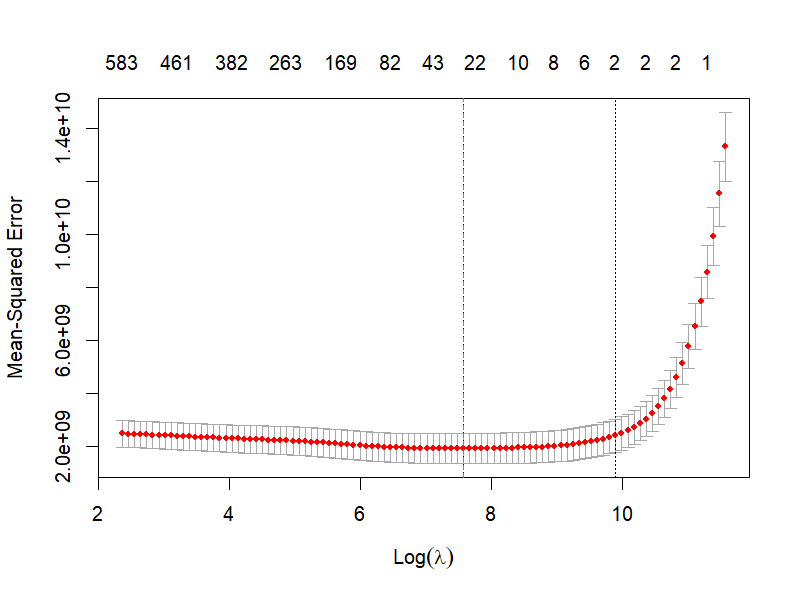 583 461 382 263 169 82 43 22 10 8 6 2 2 2 1
1.4e+10
1.0e+10
6.0e+09
2.0e+09
Mean-Squared Error
2 4 6 8 10
Log(λ)